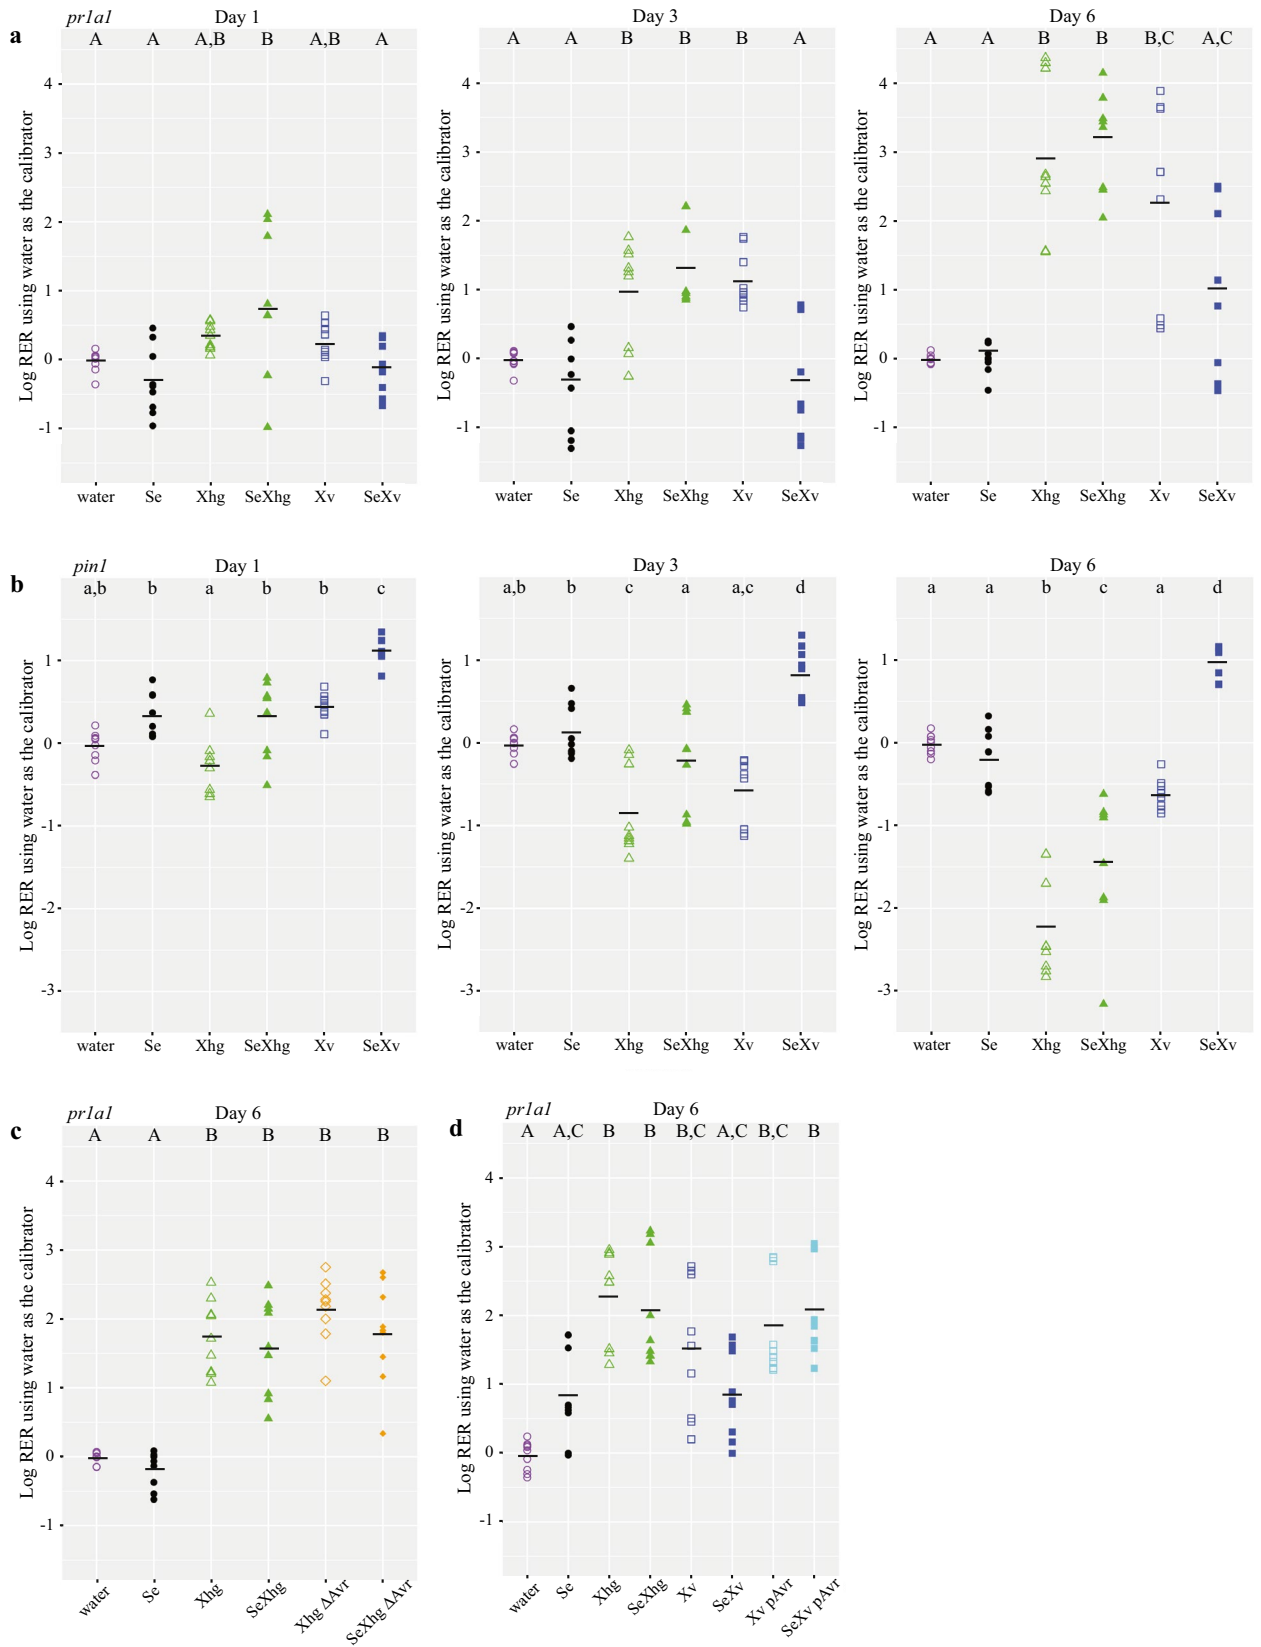 a
pr1a1 Day 1 Day 3 Day 6
A A A,B B A,B A
A A B B B A
A A B B B,C A,C
Log RER using water as the calibrator
4
3
2
1
0
-1
water Se Xhg SeXhg Xv SeXv
Log RER using water as the calibrator
4
3
2
1
0
-1
water Se Xhg SeXhg Xv SeXv
Log RER using water as the calibrator
4
3
2
1
0
-1
water Se Xhg SeXhg Xv SeXv
b
pin1 Day 1 Day 3 Day 6
a,b b a b b c
a,b b c a a,c d
a a b c a d
Log RER using water as the calibrator
1
0
-1
-2
-3
water Se Xhg SeXhg Xv SeXv
Log RER using water as the calibrator
1
0
-1
-2
-3
water Se Xhg SeXhg Xv SeXv
Log RER using water as the calibrator
1
0
-1
-2
-3
water Se Xhg SeXhg Xv SeXv
c
pr1a1 Day 6
A A B B B B
Log RER using water as the calibrator
4
3
2
1
0
-1
water Se Xhg SeXhg Xhg ΔAvr SeXhg ΔAvr
d
pr1a1 Day 6
A A,C B B B,C A,C B,C B
Log RER using water as the calibrator
4
3
2
1
0
-1
water Se Xhg SeXhg Xv SeXv Xv pAvr SeXv pAvr